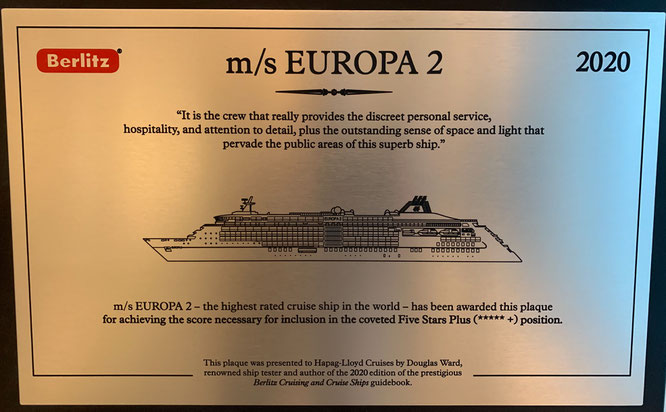 Berlitz
m/s EUROPA 2
2020
“It is the crew that really provides the discreet personal service,
hospitality, and attention to detail, plus the outstanding sense of space and light that
pervade the public areas of this superb ship.”
EUROPA 2
m/s EUROPA 2 – the highest rated cruise ship in the world – has been awarded this plaque
for achieving the score necessary for inclusion in the coveted Five Stars Plus (***** +) position.
This plaque was presented to Hapag-Lloyd Cruises by Douglas Ward,
renowned ship tester and author of the 2020 edition of the prestigious
Berlitz Cruising and Cruise Ships guidebook.